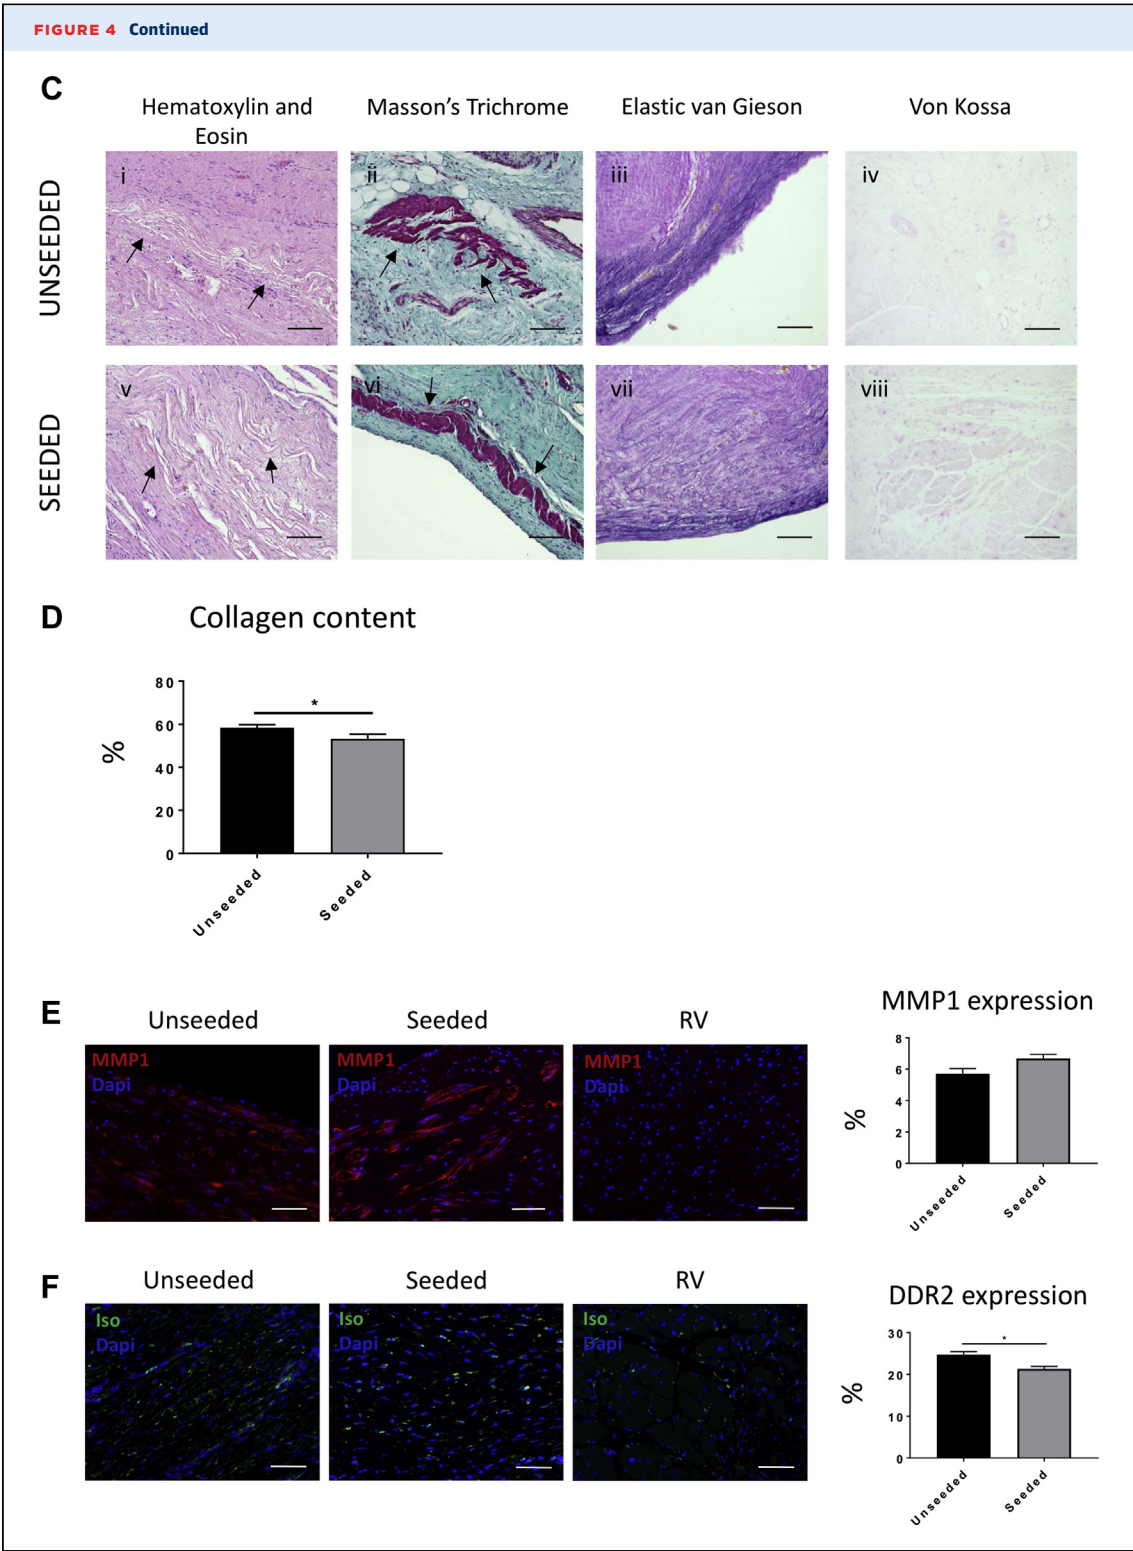 FIGURE 4 Continued
C
Hematoxylin and
Eosin
Masson's Trichrome
Elastic van Gieson
Von Kossa
UNSEEDED
i
ii
iii
iv
SEEDED
v
vi
vii
viii
D
Collagen content
%
80
60
40
20
0
*
Unseeded
Seeded
E
Unseeded
Seeded
RV
MMP1
Dapi
MMP1
Dapi
MMP1
Dapi
MMP1 expression
%
8
6
4
2
0
Unseeded
Seeded
F
Unseeded
Seeded
RV
Iso
Dapi
Iso
Dapi
Iso
Dapi
DDR2 expression
%
30
20
10
0
*
Unseeded
Seeded